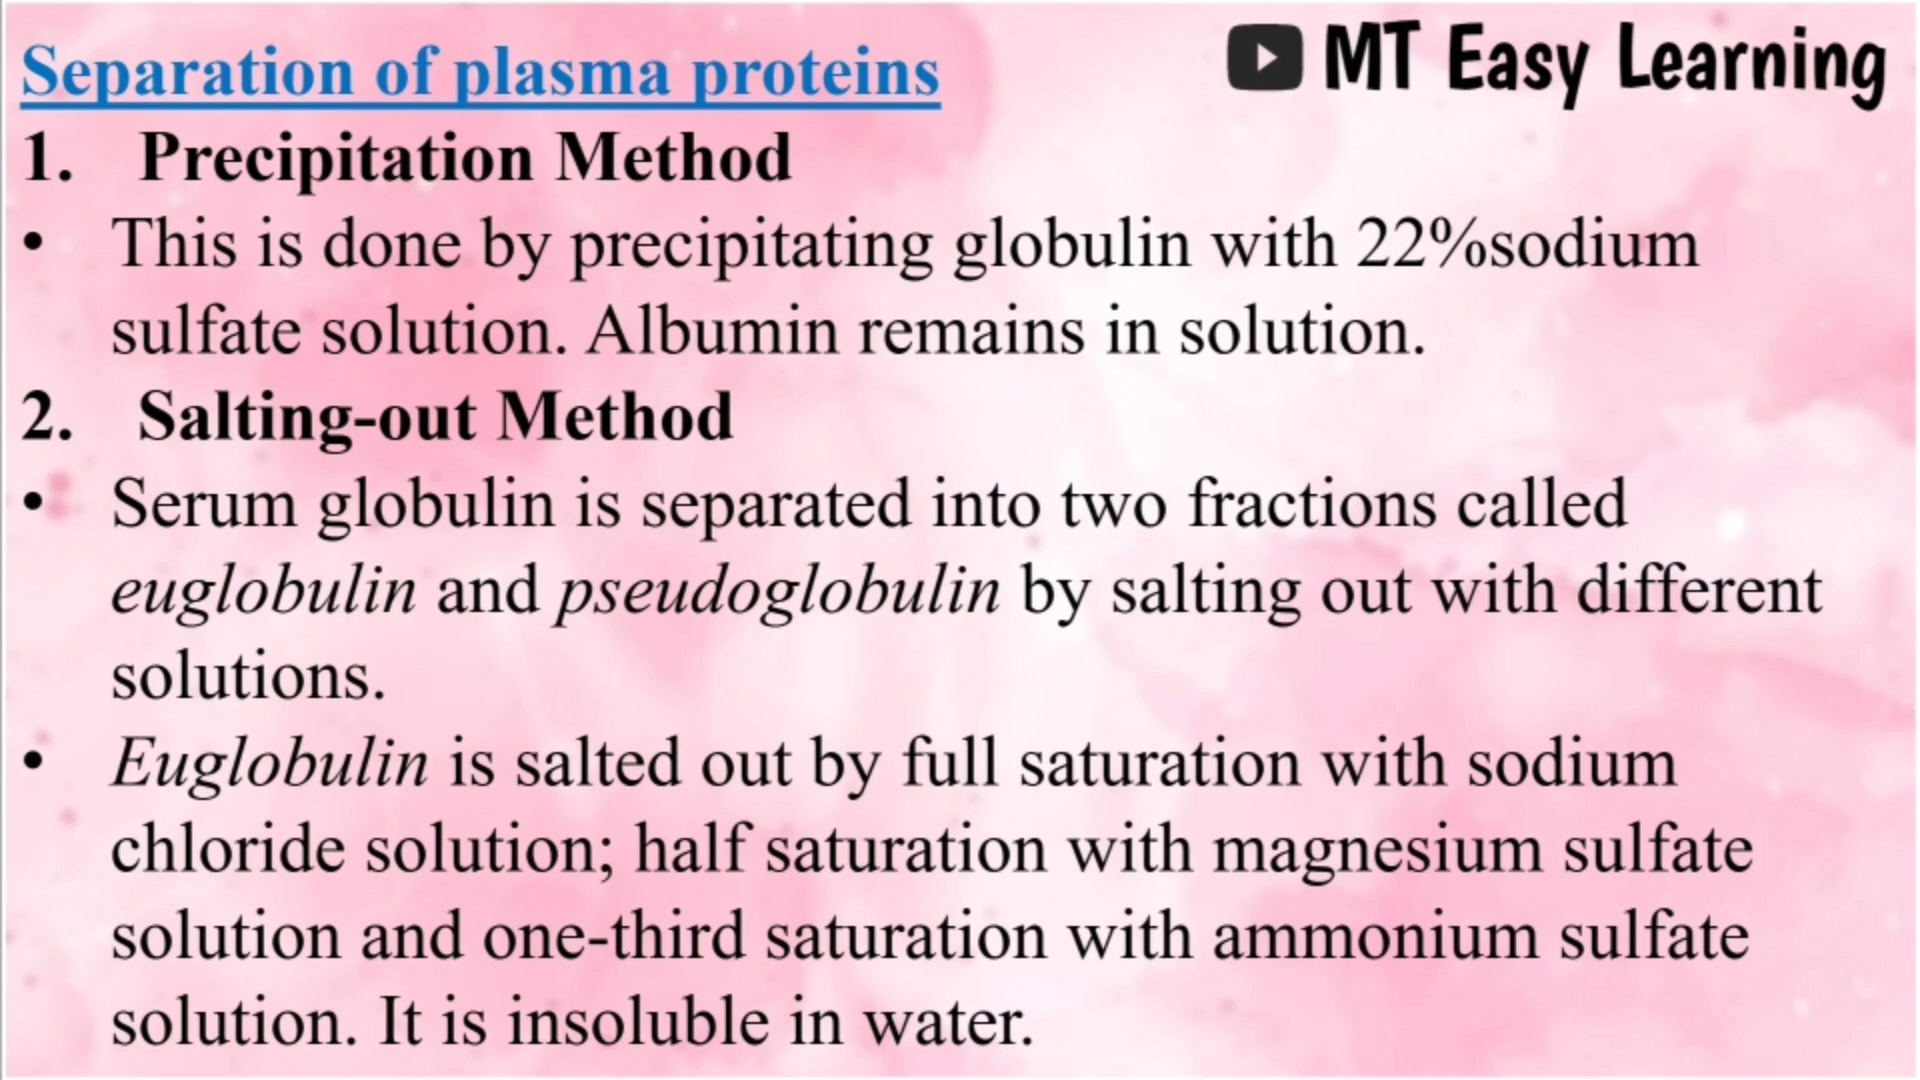 Separation of plasma proteins
MT Easy Learning
1. Precipitation Method
• This is done by precipitating globulin with 22%sodium
sulfate solution. Albumin remains in solution.
2. Salting-out Method
• Serum globulin is separated into two fractions called
euglobulin and pseudoglobulin by salting out with different
solutions.
• Euglobulin is salted out by full saturation with sodium
chloride solution; half saturation with magnesium sulfate
solution and one-third saturation with ammonium sulfate
solution. It is insoluble in water.